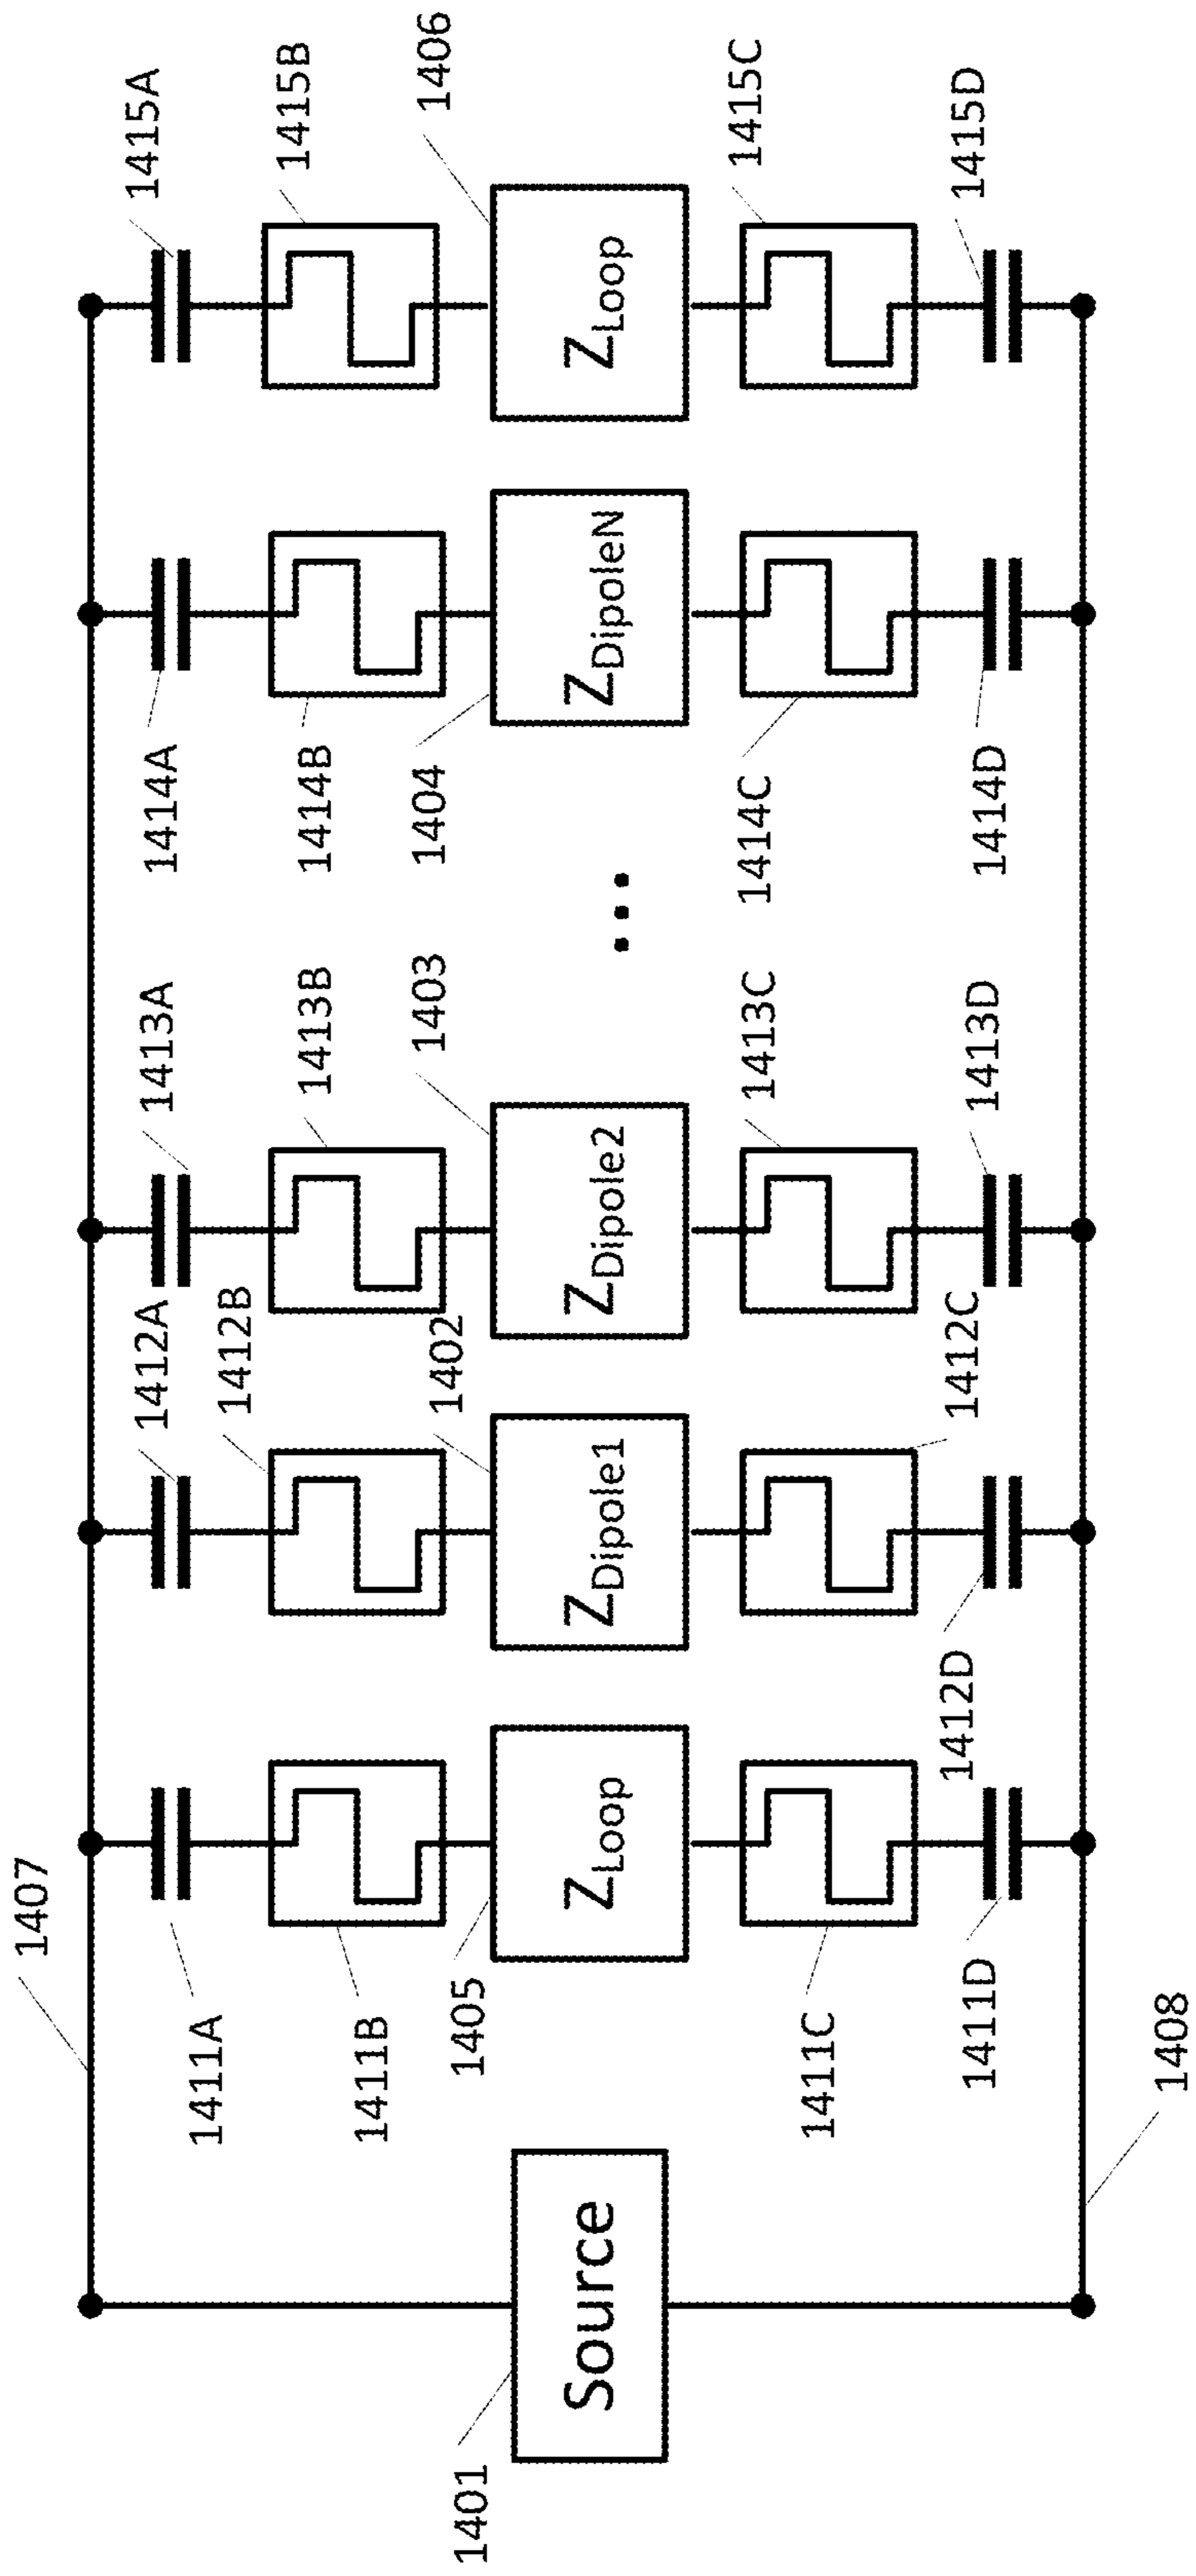 1415A
1415B
1406
1415C
1415D
Z_Loop
Z_DipoleN
1414A
1414B
1404
1414C
1414D
...
1413A
1413B
1403
1413C
1413D
Z_Dipole2
1412A
1412B
1402
1412C
Z_Dipole1
1412D
1407
Z_Loop
1411A
1411B
1405
1411C
1411D
1408
Source
1401